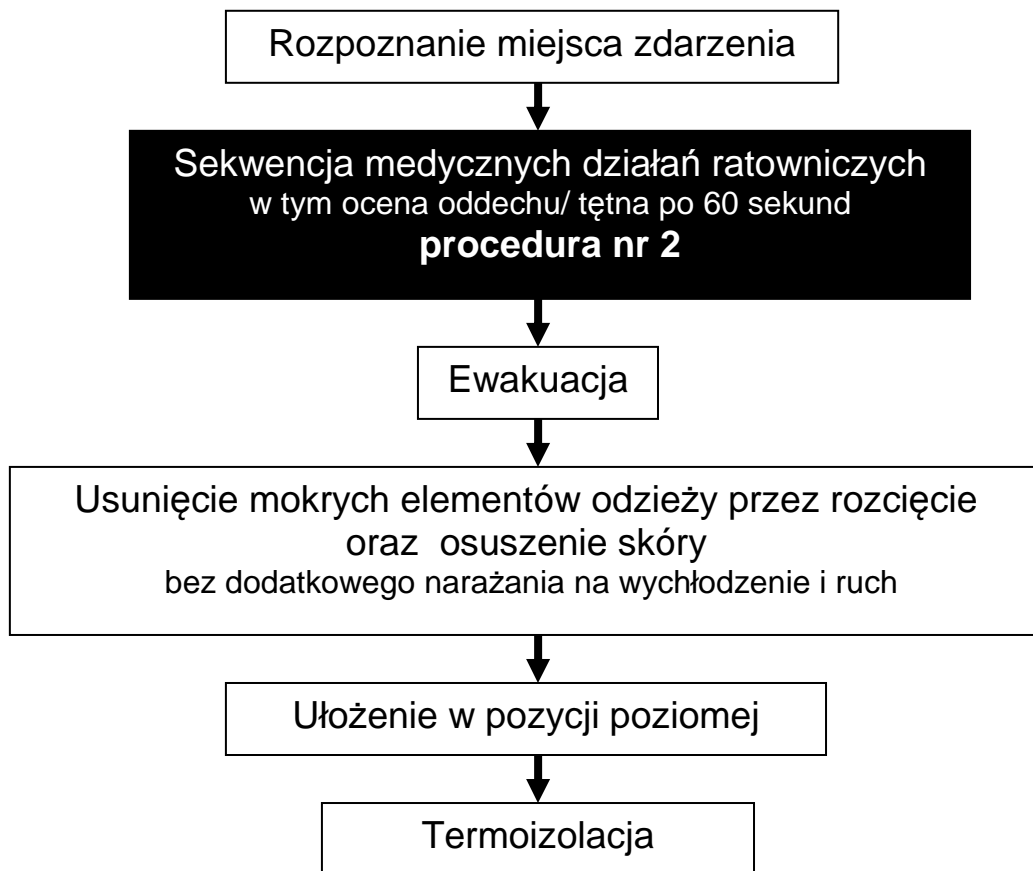 Rozpoznanie miejsca zdarzenia
Sekwencja medycznych działań ratowniczych
w tym ocena oddechu/ tętna po 60 sekund
procedura nr 2
Ewakuacja
Usunięcie mokrych elementów odzieży przez rozcięcie
oraz osuszenie skóry
bez dodatkowego narażania na wychłodzenie i ruch
Ułożenie w pozycji poziomej
Termoizolacja